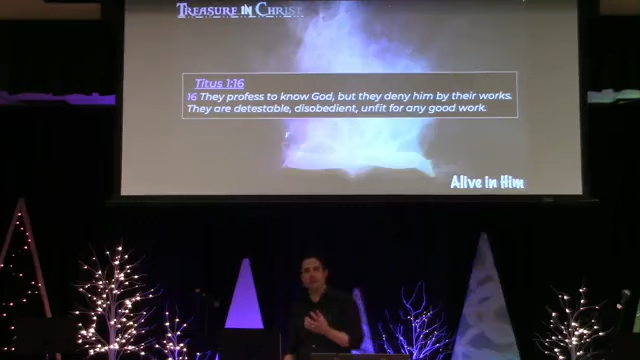 TREASURE IN CHRIST
Titus 1:16
16 They profess to know God, but they deny him by their works.
They are detestable, disobedient, unfit for any good work.
Alive in Him